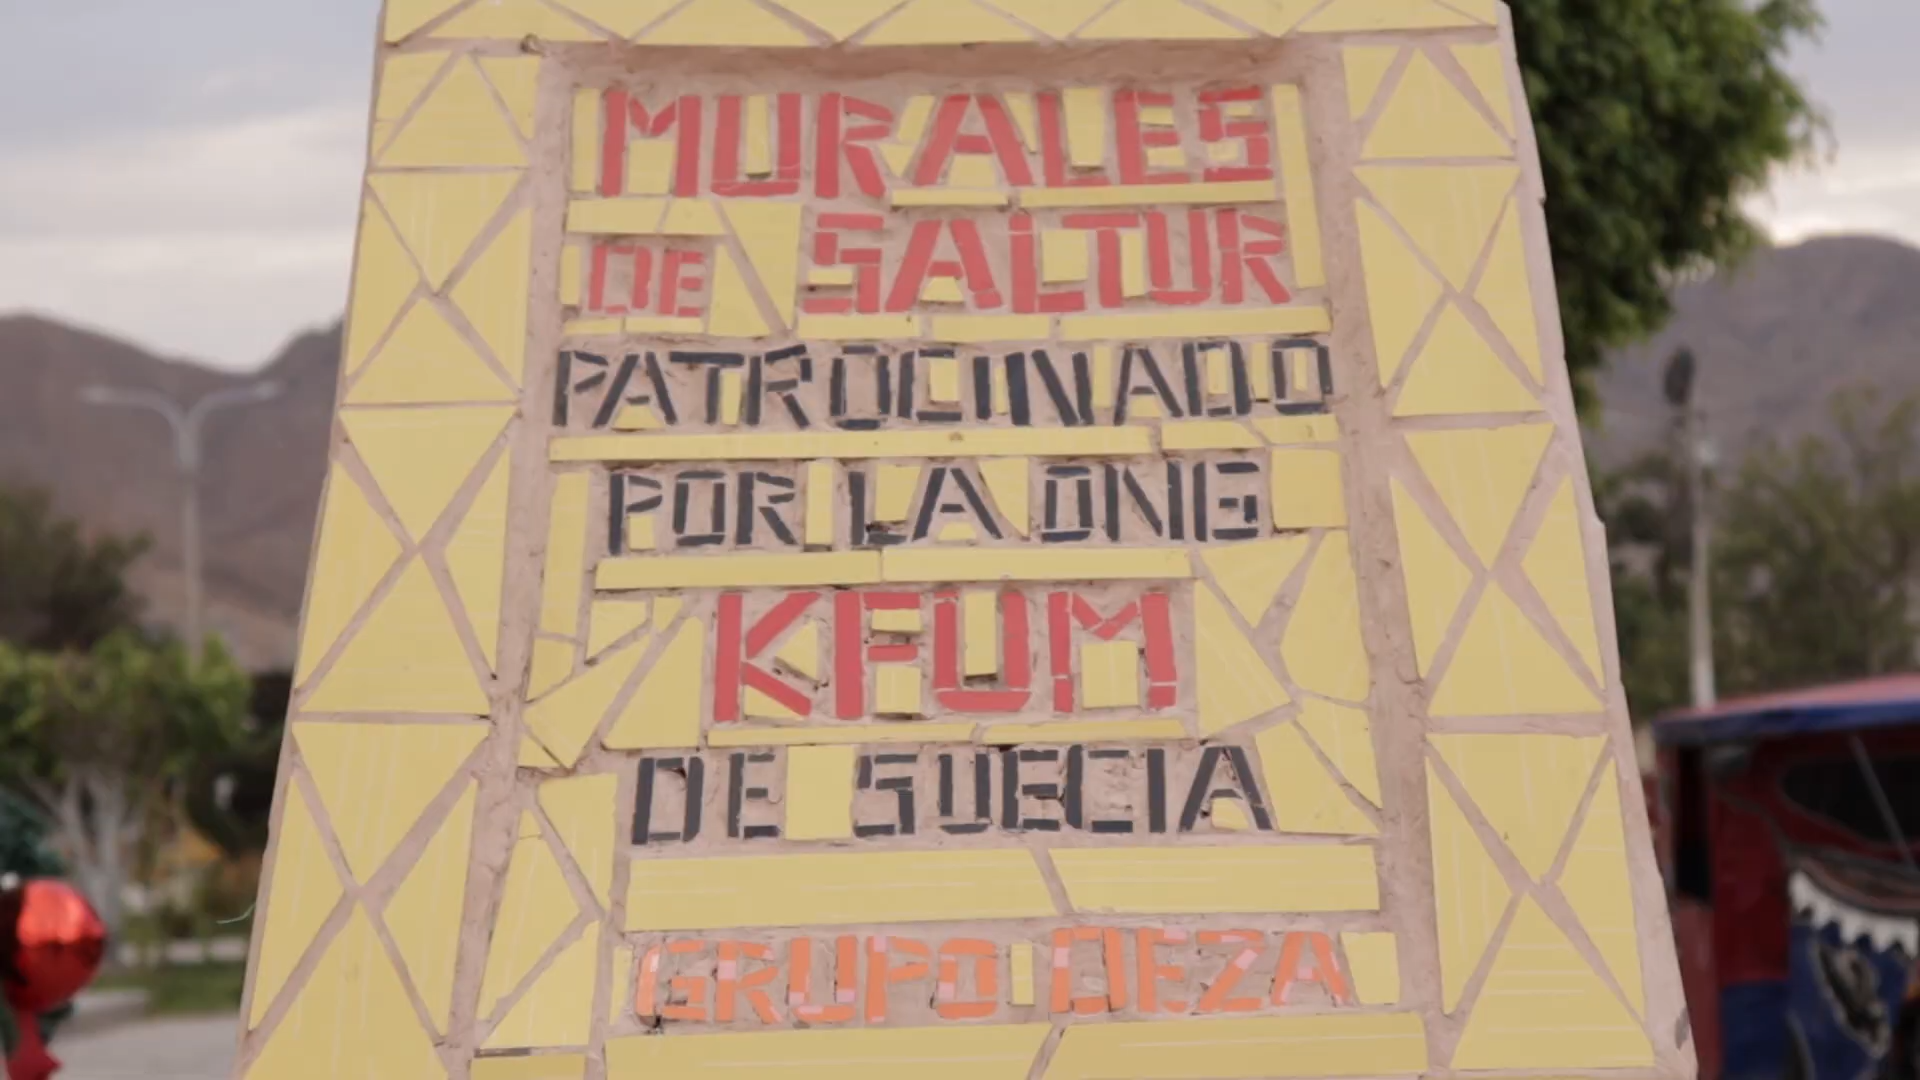 MURALES
DE SALTUR
PATROCINADO
POR LA ONG
KFUM
DE SUECIA
GRUPO DEZA